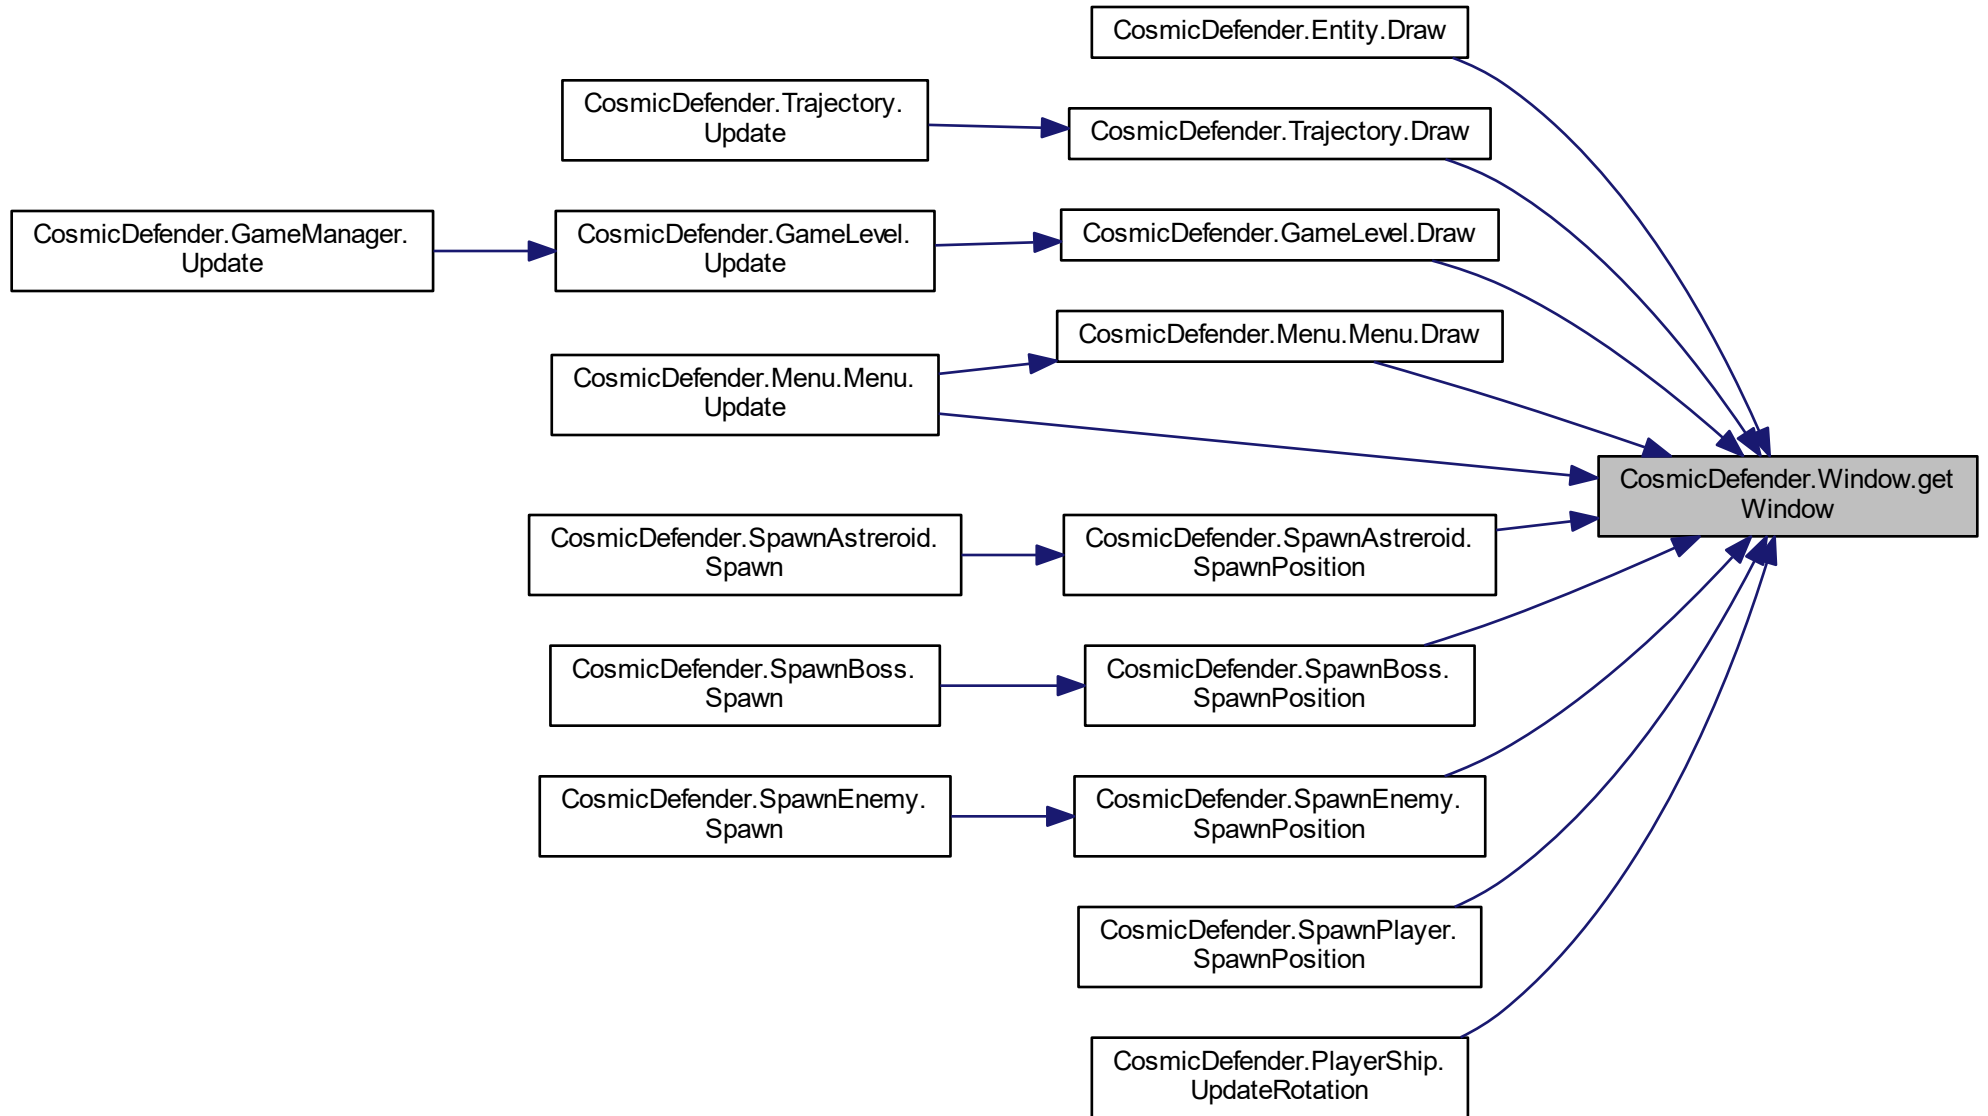 CosmicDefender.Entity.Draw
CosmicDefender.Trajectory.
Update
CosmicDefender.Trajectory.Draw
CosmicDefender.GameManager.
Update
CosmicDefender.GameLevel.
Update
CosmicDefender.GameLevel.Draw
CosmicDefender.Menu.Menu.Draw
CosmicDefender.Menu.Menu.
Update
CosmicDefender.Window.get
Window
CosmicDefender.SpawnAstreroid.
Spawn
CosmicDefender.SpawnAstreroid.
SpawnPosition
CosmicDefender.SpawnBoss.
Spawn
CosmicDefender.SpawnBoss.
SpawnPosition
CosmicDefender.SpawnEnemy.
Spawn
CosmicDefender.SpawnEnemy.
SpawnPosition
CosmicDefender.SpawnPlayer.
SpawnPosition
CosmicDefender.PlayerShip.
UpdateRotation